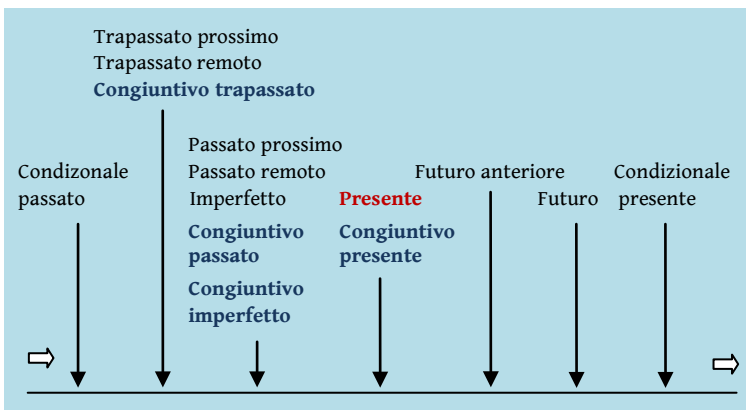 Trapassato prossimo
Trapassato remoto
Congiuntivo trapassato
Condizonale
passato
Passato prossimo
Passato remoto
Imperfetto
Congiuntivo
passato
Congiuntivo
imperfetto
Presente
Congiuntivo
presente
Futuro anteriore
Futuro
Condizionale
presente